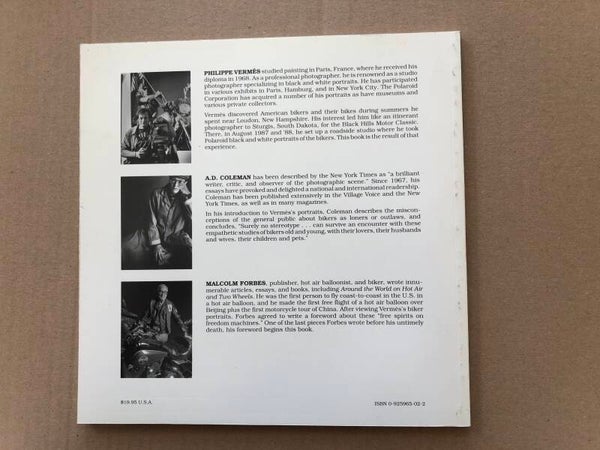 PHILIPPE VERMÈS studied painting in Paris, France, where he received his
diploma in 1968. As a professional photographer, he is renowned as a studio
photographer specializing in black and white portraits. He has participated
in various exhibits in Paris, Hamburg, and in New York City. The Polaroid
Corporation has acquired a number of his portraits as have museums and
various private collectors.
Vermès discovered American bikers and their bikes during summers he
spent near Loudon, New Hampshire. His interest led him like an itinerant
photographer to Sturgis, South Dakota, for the Black Hills Motor Classic.
There, in August 1987 and '88, he set up a roadside studio where he took
Polaroid black and white portraits of the bikers. This book is the result of that
experience.
A.D. COLEMAN has been described by the New York Times as "a brilliant
writer, critic, and observer of the photographic scene." Since 1967, his
essays have provoked and delighted a national and international readership.
Coleman has been published extensively in the Village Voice and the New
York Times, as well as in many magazines.
In his introduction to Vermès's portraits, Coleman describes the miscon-
ceptions of the general public about bikers as loners or outlaws, and
concludes, "Surely no stereotype . . . can survive an encounter with these
empathetic studies of bikers old and young, with their lovers, their husbands
and wives, their children and pets."
MALCOLM FORBES, publisher, hot air balloonist, and biker, wrote innu-
merable articles, essays, and books, including Around the World on Hot Air
and Two Wheels. He was the first person to fly coast-to-coast in the U.S. in
a hot air balloon, and he made the first free flight of a hot air balloon over
Beijing plus the first motorcycle tour of China. After viewing Vermès's biker
portraits, Forbes agreed to write a foreword about these "free spirits on
freedom machines." One of the last pieces Forbes wrote before his untimely
death, his foreword begins this book.
$19.95 U.S.A.
ISBN 0-925965-02-2